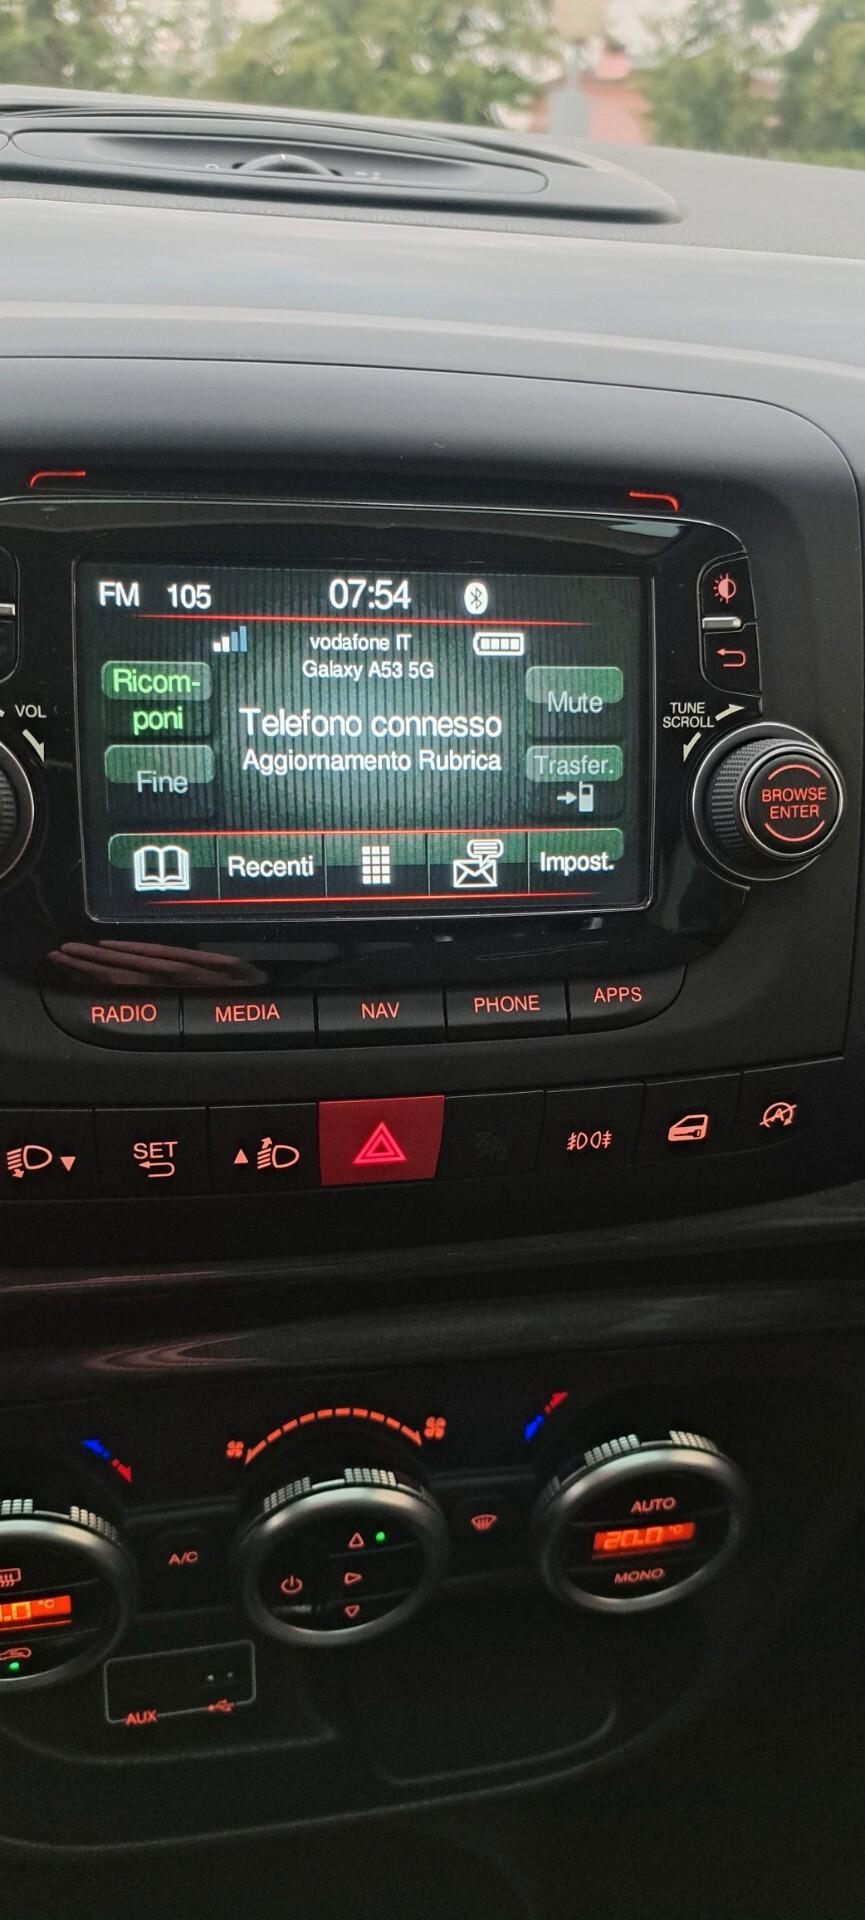 FM 105 07:54
vodafone IT
Galaxy A53 5G
Ricom-
poni
Mute
Telefono connesso
Aggiornamento Rubrica
Fine
Trasfer.
Recenti
Impost.
VOL
TUNE
SCROLL
BROWSE
ENTER
RADIO MEDIA NAV PHONE APPS
SET
AUTO
20.0 °C
MONO
A/C
.0 °C
AUX